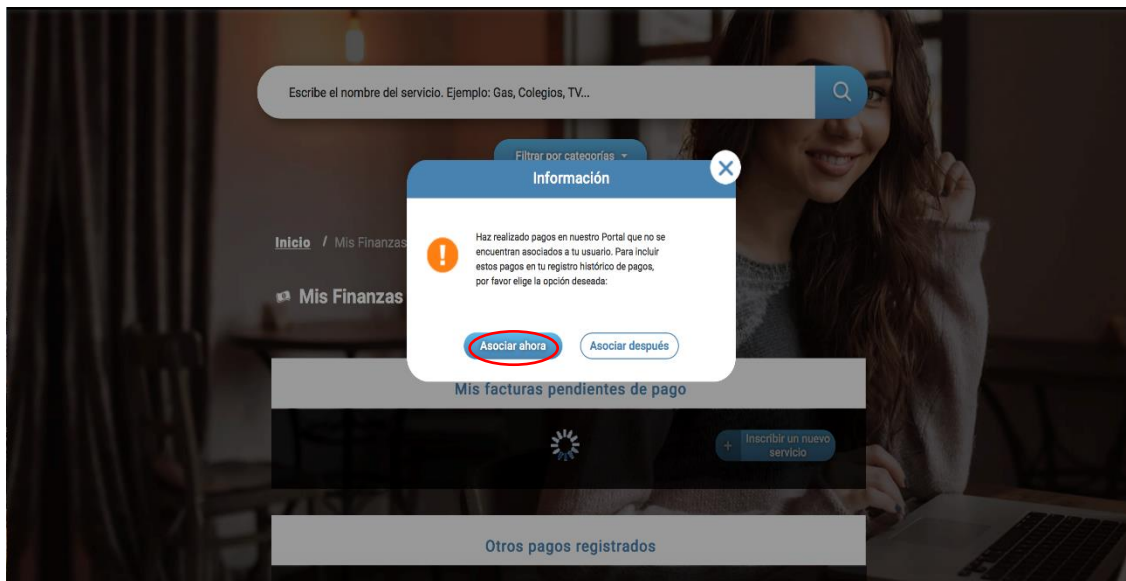 Escribe el nombre del servicio. Ejemplo: Gas, Colegios, TV...
Filtrar por categorías
Información
Haz realizado pagos en nuestro Portal que no se
encuentran asociados a tu usuario. Para incluir
estos pagos en tu registro histórico de pagos,
por favor elige la opción deseada:
Inicio / Mis Finanzas
Mis Finanzas
Asociar ahora
Asociar después
Mis facturas pendientes de pago
+ Inscribir un nuevo
servicio
Otros pagos registrados